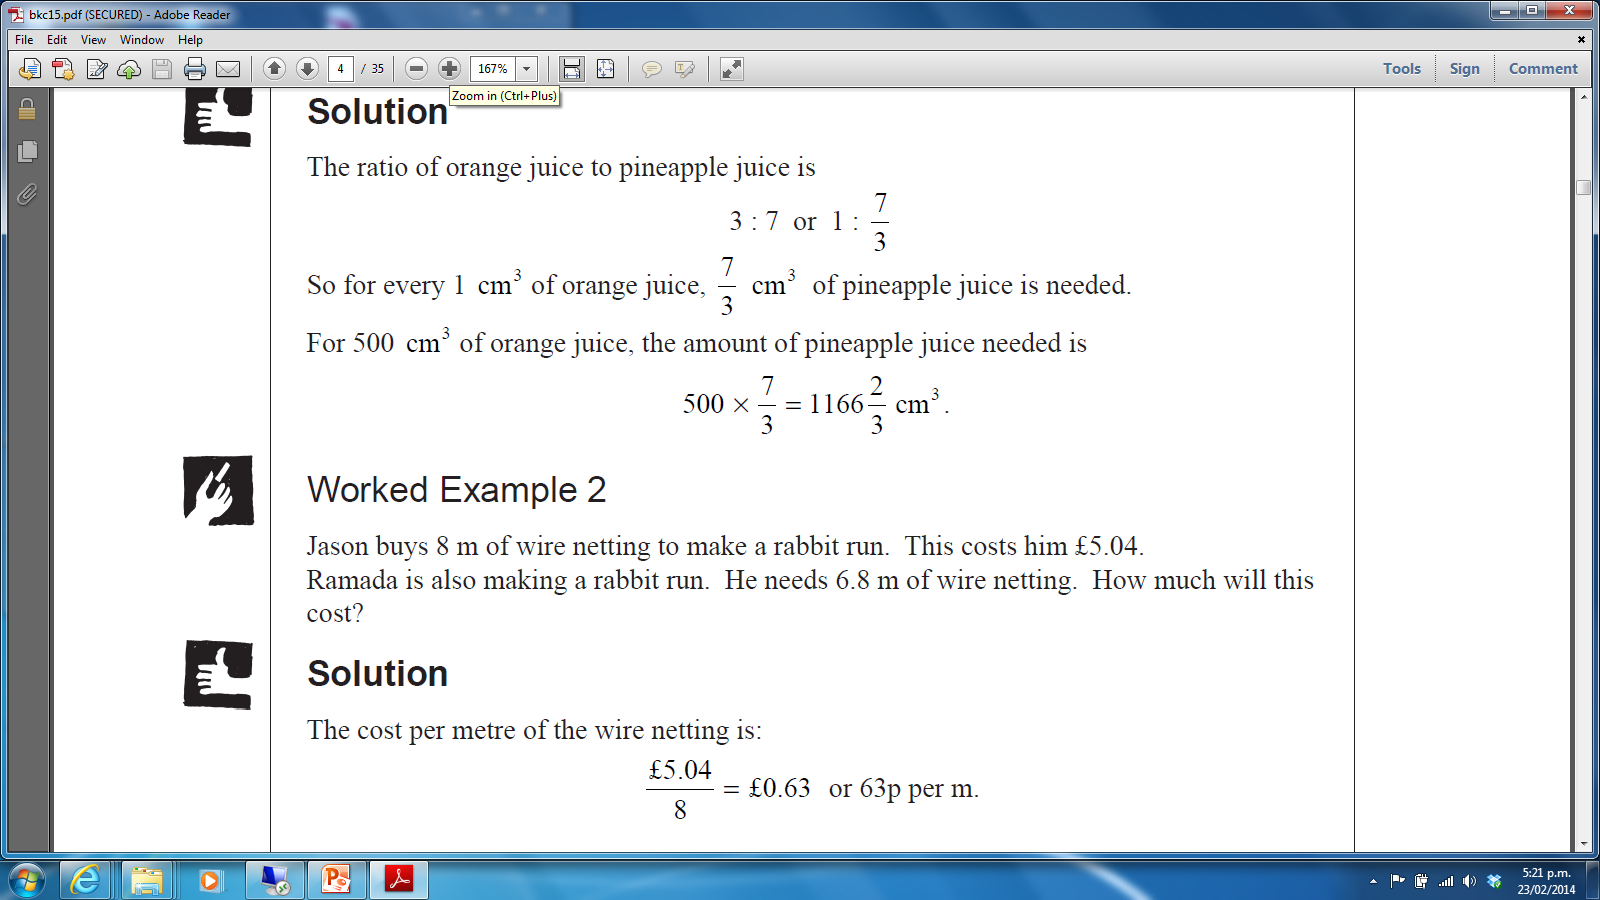 bkc15.pdf (SECURED) - Adobe Reader
File Edit View Window Help
4 / 35 167% Tools Sign Comment
Zoom in (Ctrl+Plus)
Solution
The ratio of orange juice to pineapple juice is
3 : 7 or 1 : 7/3
So for every 1 cm³ of orange juice, 7/3 cm³ of pineapple juice is needed.
For 500 cm³ of orange juice, the amount of pineapple juice needed is
500 × 7/3 = 1166 2/3 cm³.
Worked Example 2
Jason buys 8 m of wire netting to make a rabbit run. This costs him £5.04.
Ramada is also making a rabbit run. He needs 6.8 m of wire netting. How much will this
cost?
Solution
The cost per metre of the wire netting is:
£5.04/8 = £0.63 or 63p per m.
5:21 p.m.
23/02/2014